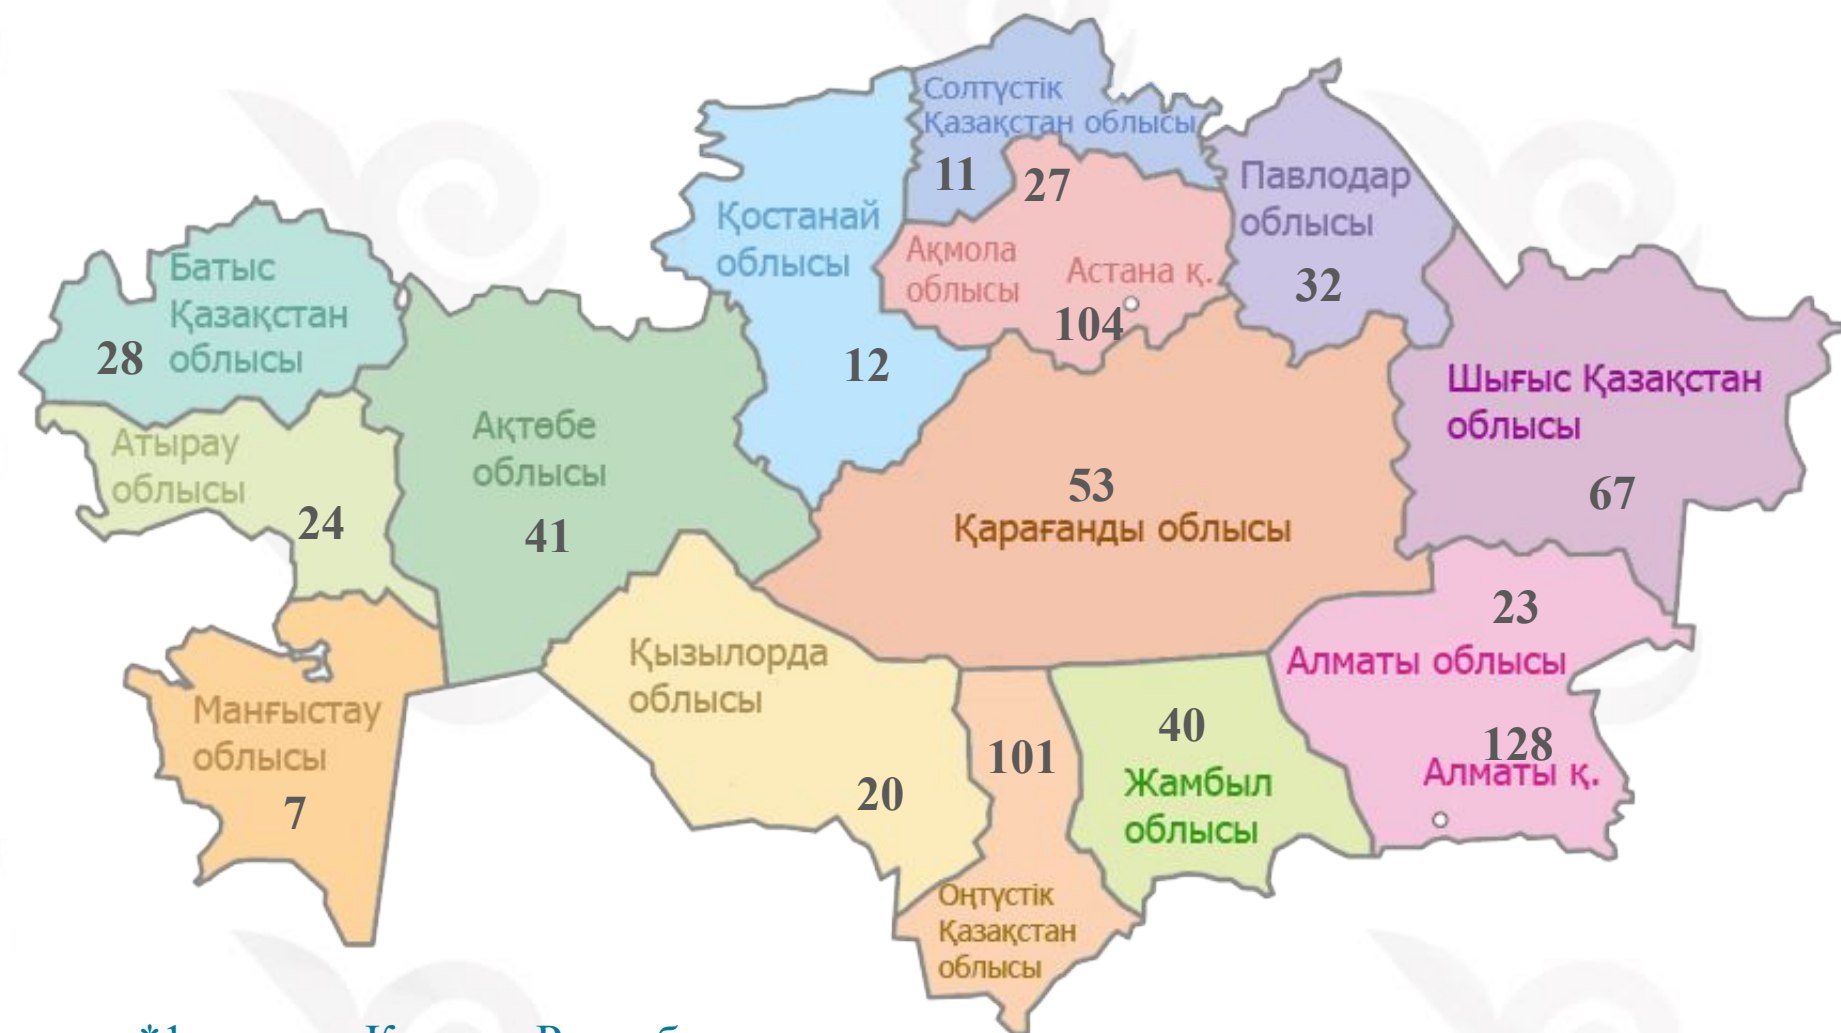 Солтүстік
Қазақстан облысы
11
27
Павлодар
облысы
32
Қостанай
облысы
12
Ақмола
облысы
Астана қ.
104
Батыс
Қазақстан
облысы
28
Атырау
облысы
24
Ақтөбе
облысы
41
53
Қарағанды облысы
Шығыс Қазақстан
облысы
67
23
Алматы облысы
128
Алматы қ.
Қызылорда
облысы
20
101
40
Жамбыл
облысы
Маңғыстау
облысы
7
Оңтүстік
Қазақстан
облысы